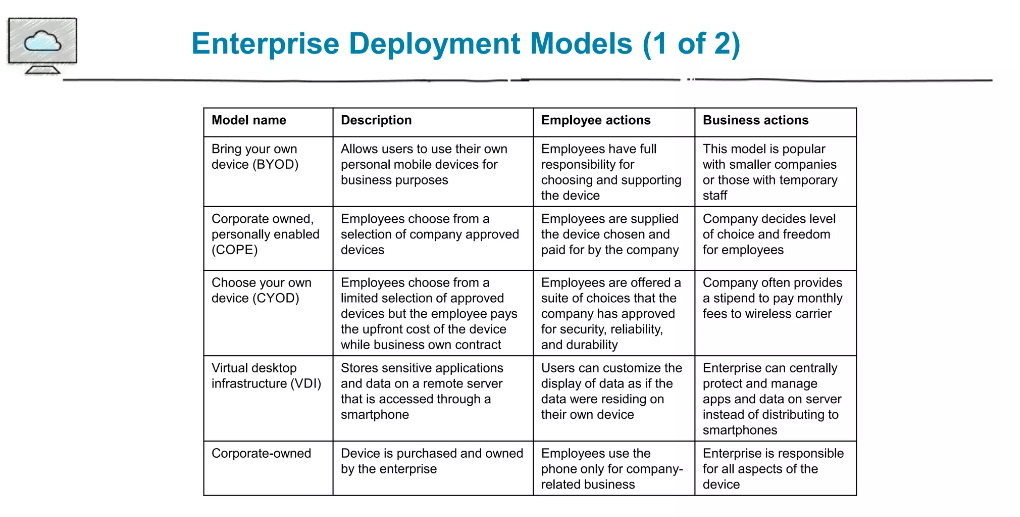 Enterprise Deployment Models (1 of 2)
Model name
Description
Employee actions
Business actions
Bring your own
device (BYOD)
Allows users to use their own
personal mobile devices for
business purposes
Employees have full
responsibility for
choosing and supporting
the device
This model is popular
with smaller companies
or those with temporary
staff
Corporate owned,
personally enabled
(COPE)
Employees choose from a
selection of company approved
devices
Employees are supplied
the device chosen and
paid for by the company
Company decides level
of choice and freedom
for employees
Choose your own
device (CYOD)
Employees choose from a
limited selection of approved
devices but the employee pays
the upfront cost of the device
while business own contract
Employees are offered a
suite of choices that the
company has approved
for security, reliability,
and durability
Company often provides
a stipend to pay monthly
fees to wireless carrier
Virtual desktop
infrastructure (VDI)
Stores sensitive applications
and data on a remote server
that is accessed through a
smartphone
Users can customize the
display of data as if the
data were residing on
their own device
Enterprise can centrally
protect and manage
apps and data on server
instead of distributing to
smartphones
Corporate-owned
Device is purchased and owned
by the enterprise
Employees use the
phone only for company-
related business
Enterprise is responsible
for all aspects of the
device